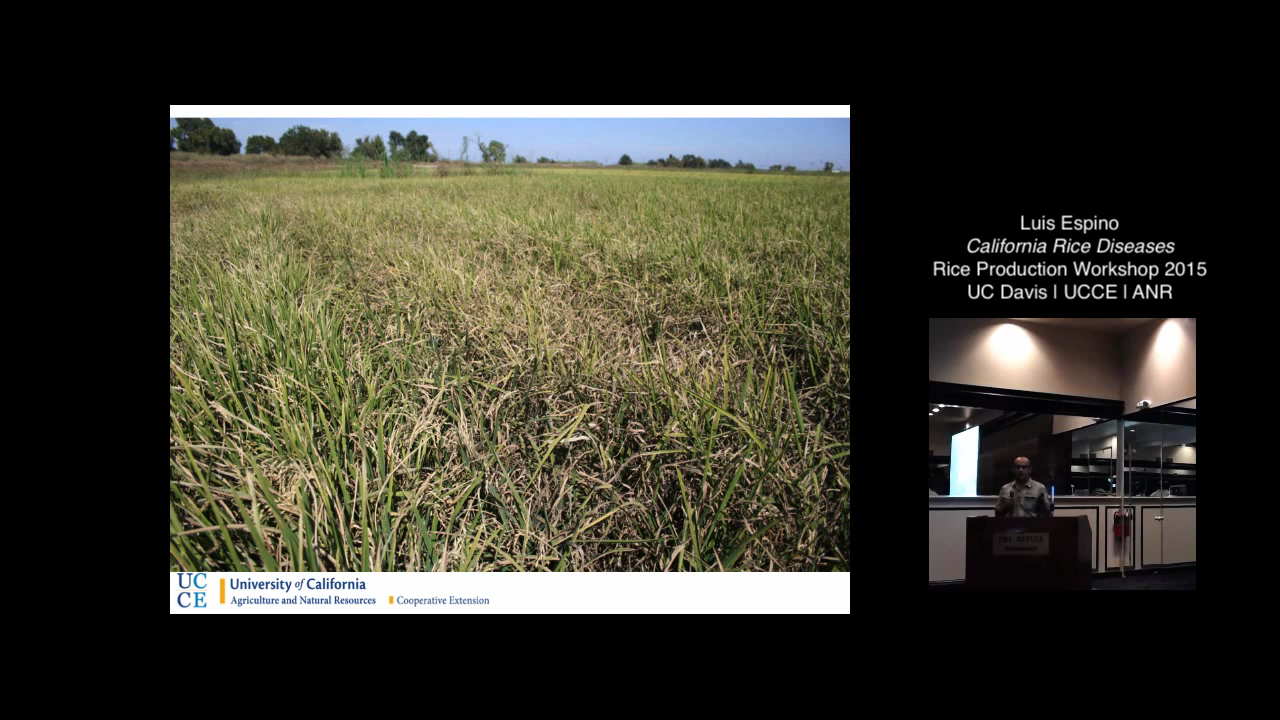 Luis Espino
California Rice Diseases
Rice Production Workshop 2015
UC Davis | UCCE | ANR
UC
CE
University of California
Agriculture and Natural Resources
Cooperative Extension